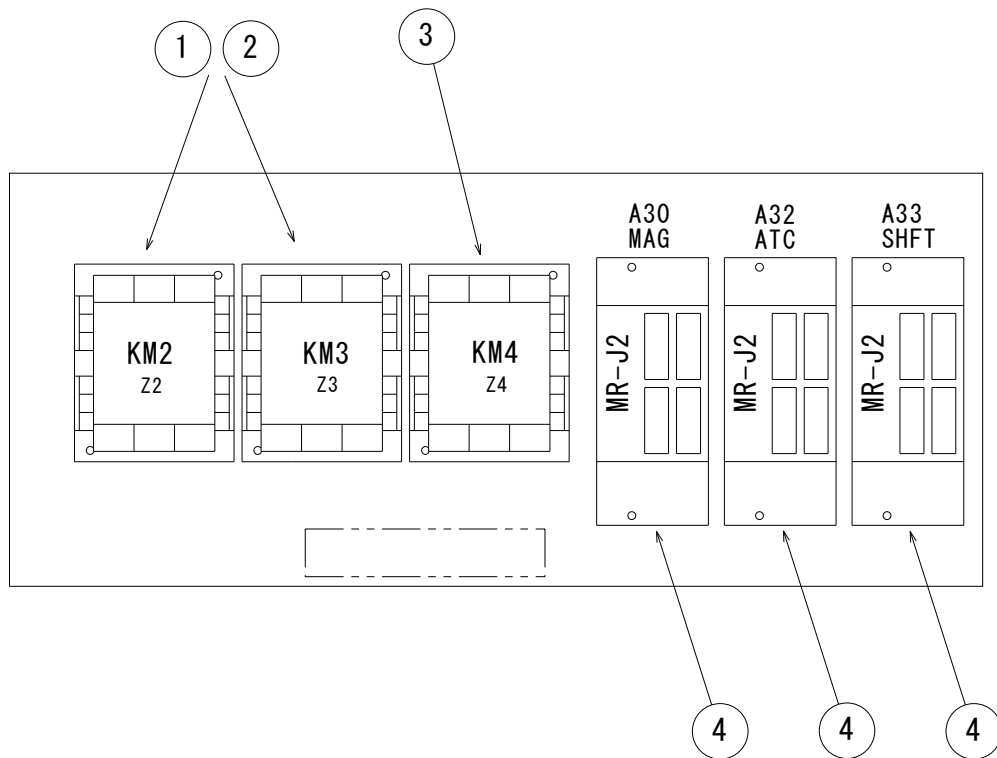 1 2 3
A30 A32 A33
MAG ATC SHFT
KM2 KM3 KM4
Z2 Z3 Z4
MR-J2 MR-J2 MR-J2
4 4 4